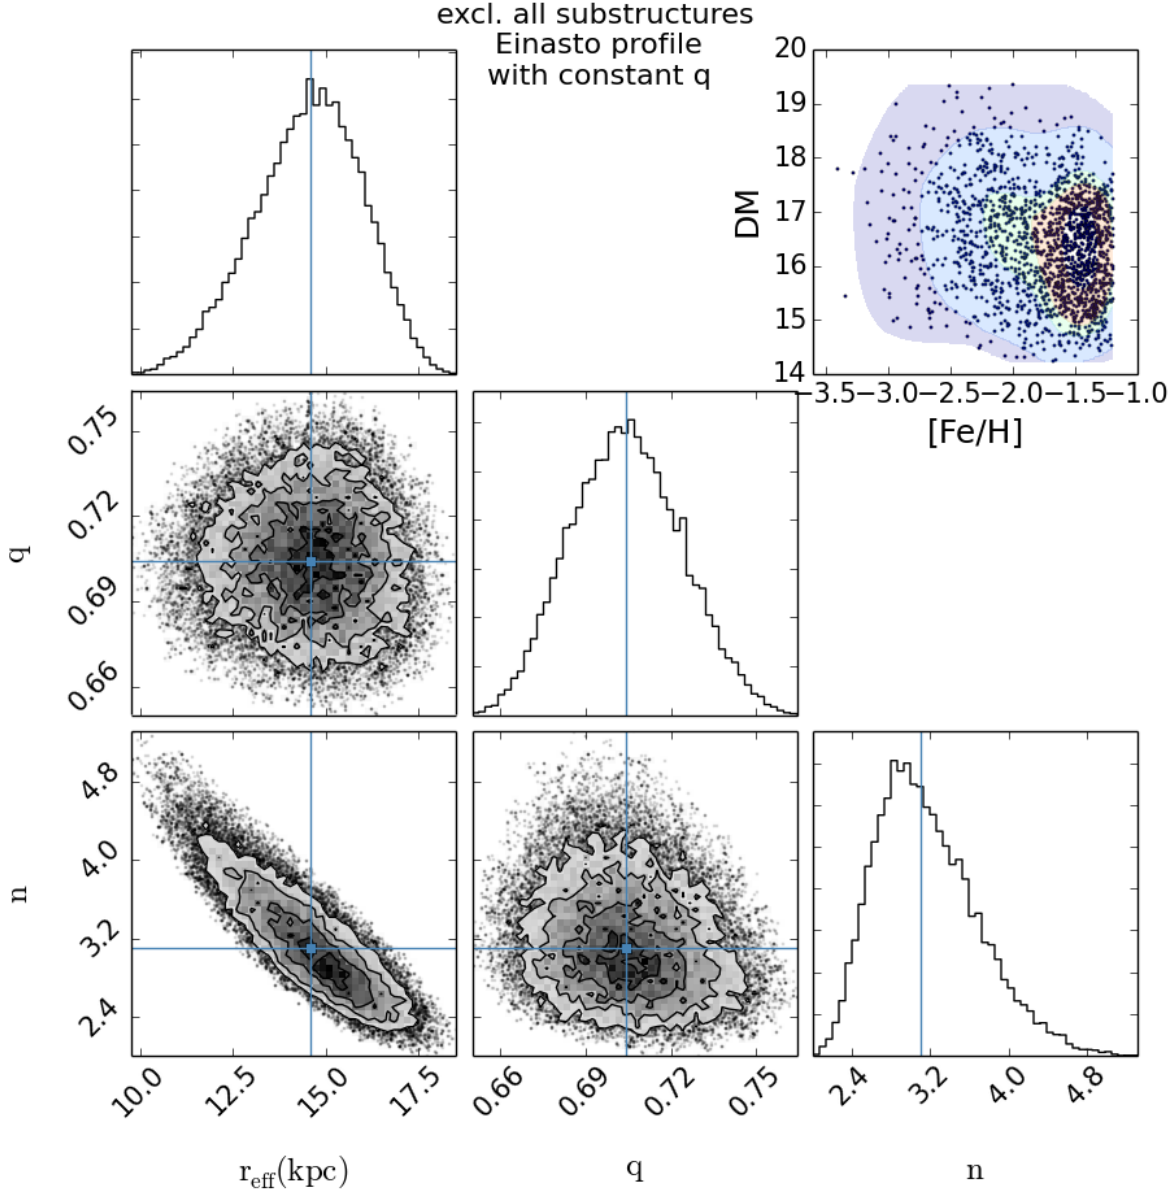 excl. all substructures
Einasto profile
with constant q
20
19
18
17
16
15
14
DM
−3.5 −3.0 −2.5 −2.0 −1.5 −1.0
[Fe/H]
0.75
0.72
0.69
0.66
q
4.8
4.0
3.2
2.4
n
10.0 12.5 15.0 17.5
0.66 0.69 0.72 0.75
2.4 3.2 4.0 4.8
r_eff(kpc)
q
n